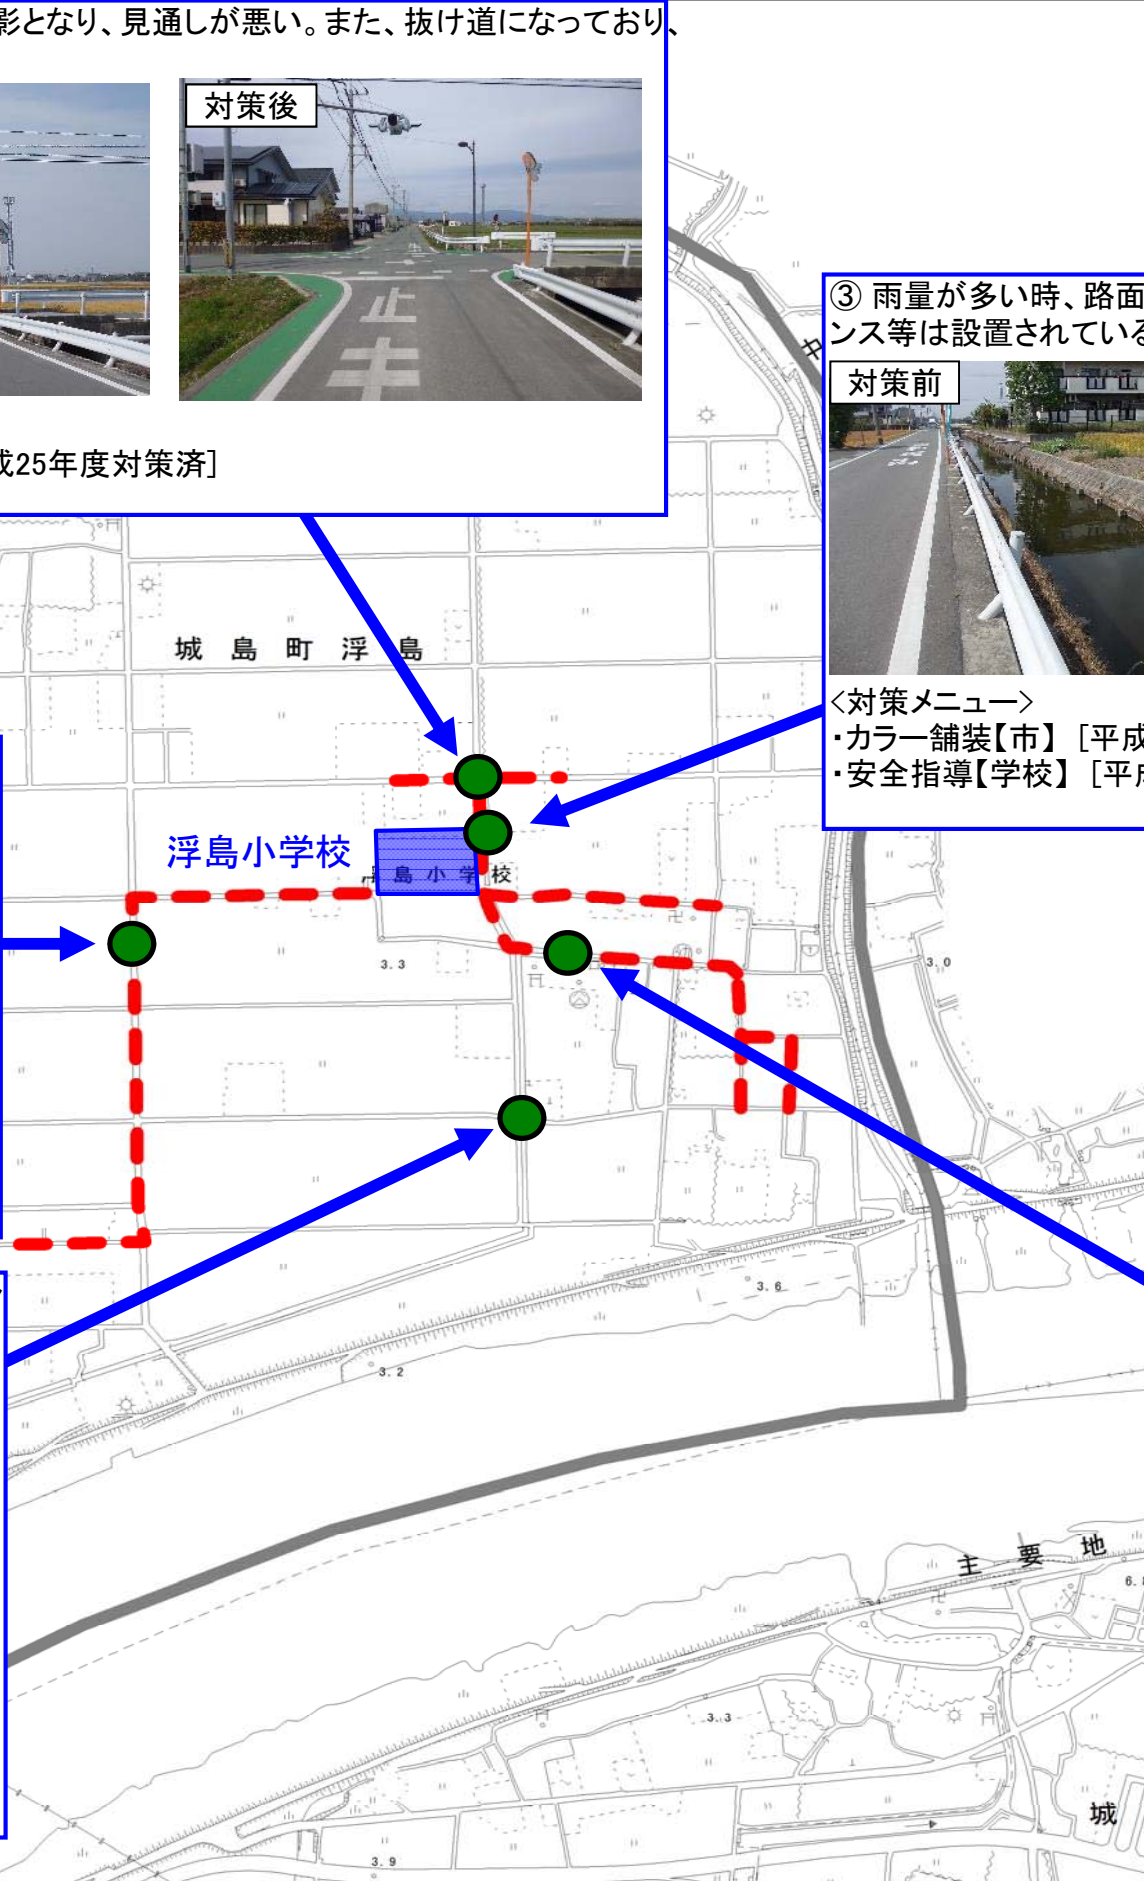 影となり、見通しが悪い。また、抜け道になっており、
対策後
止
成25年度対策済]
③ 雨量が多い時、路面
ンス等は設置されている
対策前
<対策メニュー>
・カラー舗装【市】 [平成
・安全指導【学校】 [平成
中
城島町浮島
浮島小学校
浮島小学校
3.3
3.0
3.6
3.2
主要地
6.8
3.3
城
3.9